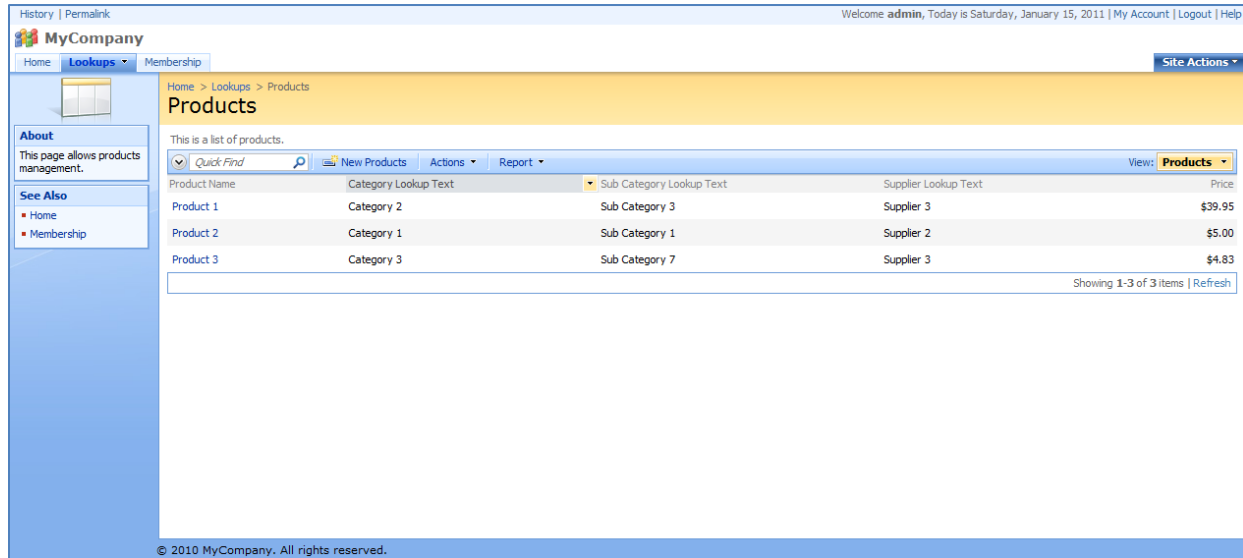 History | Permalink Welcome admin, Today is Saturday, January 15, 2011 | My Account | Logout | Help
MyCompany
Home Lookups Membership Site Actions
Home > Lookups > Products
Products
About
This page allows products
management.
See Also
Home
Membership
This is a list of products.
Quick Find New Products Actions Report View: Products
Product Name Category Lookup Text Sub Category Lookup Text Supplier Lookup Text Price
Product 1 Category 2 Sub Category 3 Supplier 3 $39.95
Product 2 Category 1 Sub Category 1 Supplier 2 $5.00
Product 3 Category 3 Sub Category 7 Supplier 3 $4.83
Showing 1-3 of 3 items | Refresh
© 2010 MyCompany. All rights reserved.